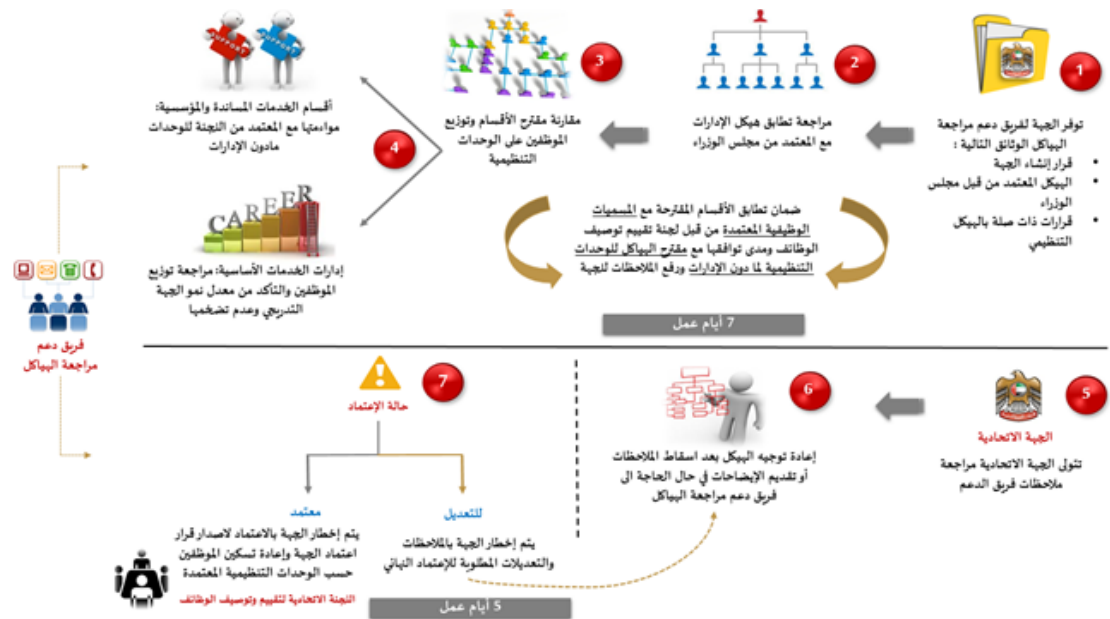 1
توفر الجهة لفريق دعم مراجعة
الهياكل الوثائق التالية :
• قرار إنشاء الجهة
• الهيكل المعتمد من قبل مجلس
الوزراء
• قرارات ذات صلة بالهيكل
التنظيمي
2
مراجعة تطابق هيكل الإدارات
مع المعتمد من مجلس الوزراء
3
مقارنة مقترح الأقسام وتوزيع
الموظفين على الوحدات
التنظيمية
4
SUPPORT
SUPPORT
أقسام الخدمات المساندة والمؤسسية:
مواءمتها مع المعتمد من اللجنة للوحدات
مادون الإدارات
CAREER
إدارات الخدمات الأساسية: مراجعة توزيع
الموظفين والتأكد من معدل نمو الجهة
التدريجي وعدم تضخمها
ضمان تطابق الأقسام المقترحة مع المسميات
الوظيفية المعتمدة من قبل لجنة تقييم توصيف
الوظائف ومدى توافقها مع مقترح الهياكل للوحدات
التنظيمية لما دون الإدارات ورفع الملاحظات للجهة
7 أيام عمل
فريق دعم
مراجعة الهياكل
5
الجهة الاتحادية
تتولى الجهة الاتحادية مراجعة
ملاحظات فريق الدعم
6
إعادة توجيه الهيكل بعد اسقاط الملاحظات
أو تقديم الإيضاحات في حال الحاجة الى
فريق دعم مراجعة الهياكل
7
حالة الإعتماد
للتعديل
يتم إخطار الجهة بالملاحظات
والتعديلات المطلوبة للإعتماد النهائي
معتمد
يتم إخطار الجهة بالاعتماد لاصدار قرار
اعتماد الجهة وإعادة تسكين الموظفين
حسب الوحدات التنظيمية المعتمدة
اللجنة الاتحادية لتقييم وتوصيف الوظائف
5 أيام عمل